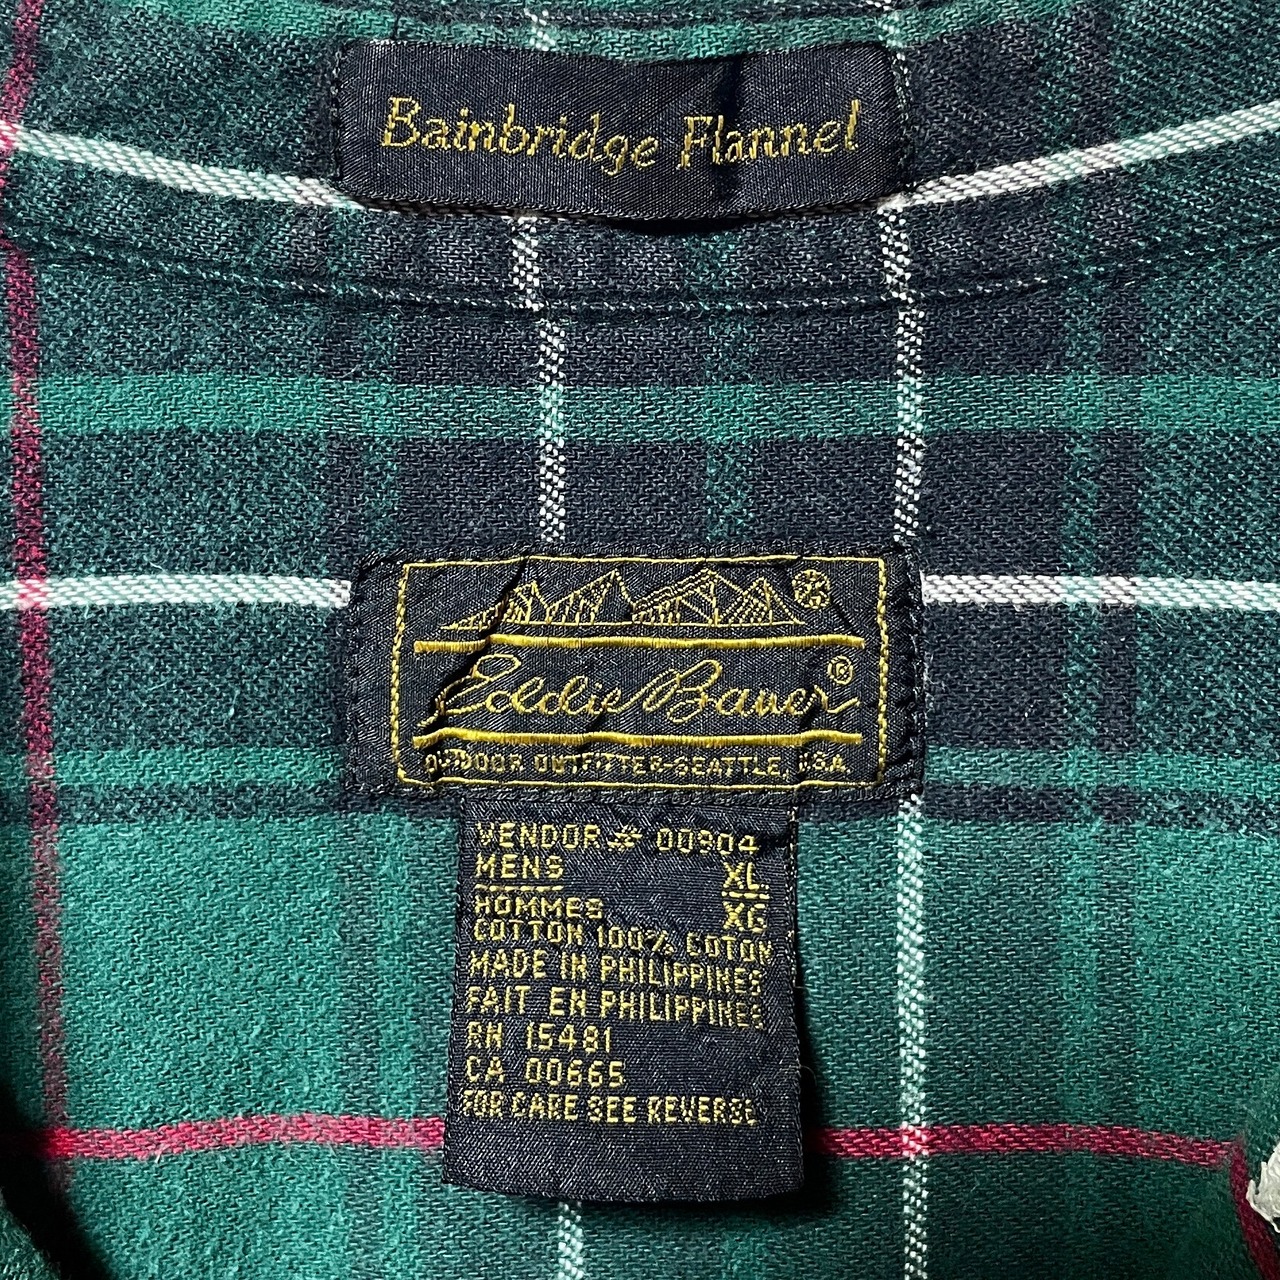 Bainbridge Flannel
Eddie Bauer®
OUTDOOR OUTFITTER-SEATTLE, USA
VENDOR # 00904
MENS XL
HOMMES XG
COTTON 100% COTON
MADE IN PHILIPPINES
FAIT EN PHILIPPINES
RN 15481
CA 00665
FOR CARE SEE REVERSE